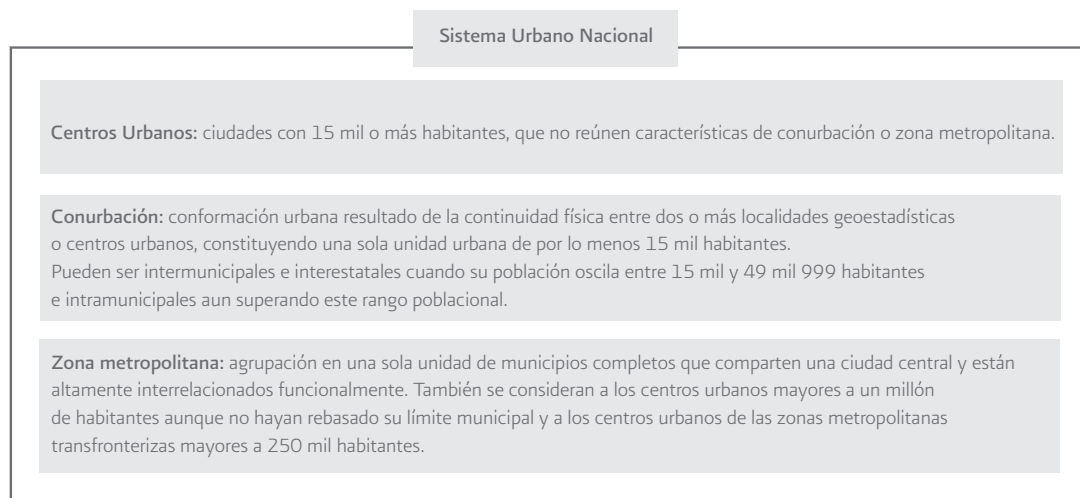 Sistema Urbano Nacional
Centros Urbanos: ciudades con 15 mil o más habitantes, que no reúnen características de conurbación o zona metropolitana.
Conurbación: conformación urbana resultado de la continuidad física entre dos o más localidades geoestadísticas
o centros urbanos, constituyendo una sola unidad urbana de por lo menos 15 mil habitantes.
Pueden ser intermunicipales e interestatales cuando su población oscila entre 15 mil y 49 mil 999 habitantes
e intramunicipales aun superando este rango poblacional.
Zona metropolitana: agrupación en una sola unidad de municipios completos que comparten una ciudad central y están
altamente interrelacionados funcionalmente. También se consideran a los centros urbanos mayores a un millón
de habitantes aunque no hayan rebasado su límite municipal y a los centros urbanos de las zonas metropolitanas
transfronterizas mayores a 250 mil habitantes.